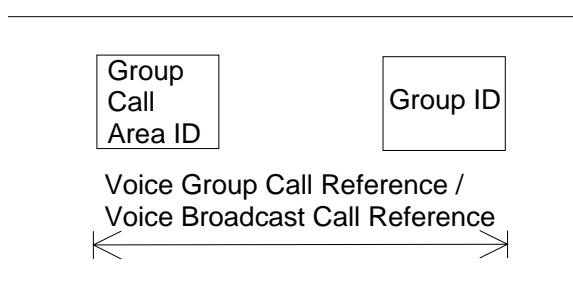 Group
Call
Area ID
Group ID
Voice Group Call Reference /
Voice Broadcast Call Reference